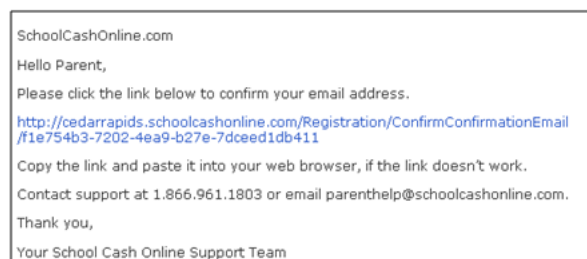 SchoolCashOnline.com
Hello Parent,
Please click the link below to confirm your email address.
http://cedarrapids.schoolcashonline.com/Registration/ConfirmConfirmationEmail
/f1e754b3-7202-4ea9-b27e-7dceed1db411
Copy the link and paste it into your web browser, if the link doesn't work.
Contact support at 1.866.961.1803 or email parenthelp@schoolcashonline.com.
Thank you,
Your School Cash Online Support Team